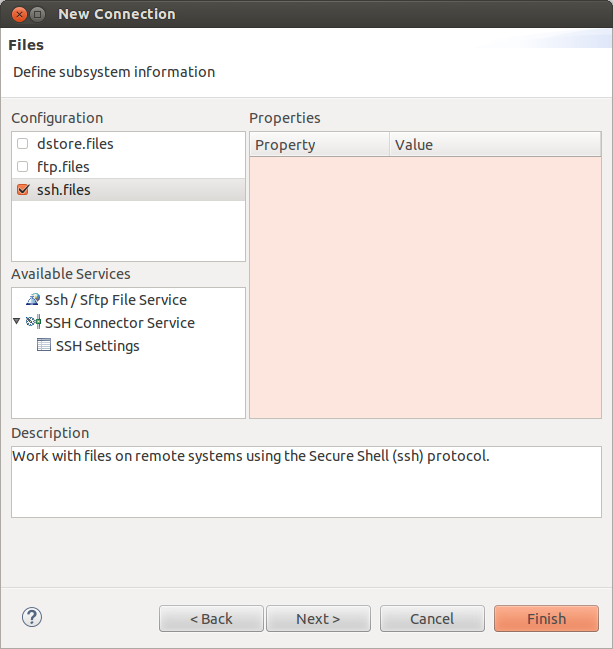 New Connection
Files
Define subsystem information
Configuration
Properties
dstore.files
ftp.files
ssh.files
Property
Value
Available Services
Ssh / Sftp File Service
SSH Connector Service
SSH Settings
Description
Work with files on remote systems using the Secure Shell (ssh) protocol.
?
< Back
Next >
Cancel
Finish